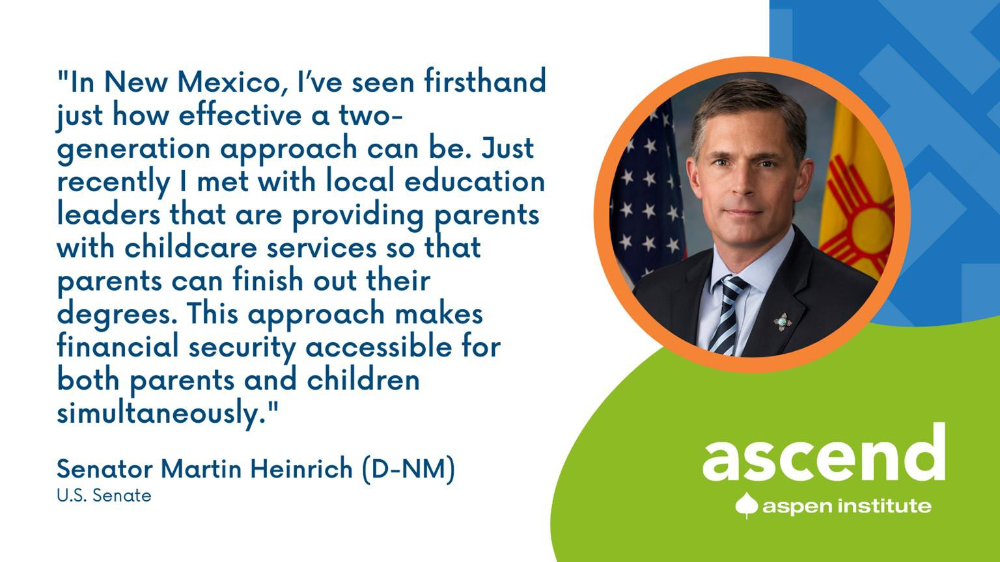 "In New Mexico, I’ve seen firsthand
just how effective a two-
generation approach can be. Just
recently I met with local education
leaders that are providing parents
with childcare services so that
parents can finish out their
degrees. This approach makes
financial security accessible for
both parents and children
simultaneously."
Senator Martin Heinrich (D-NM)
U.S. Senate
ascend
aspen institute